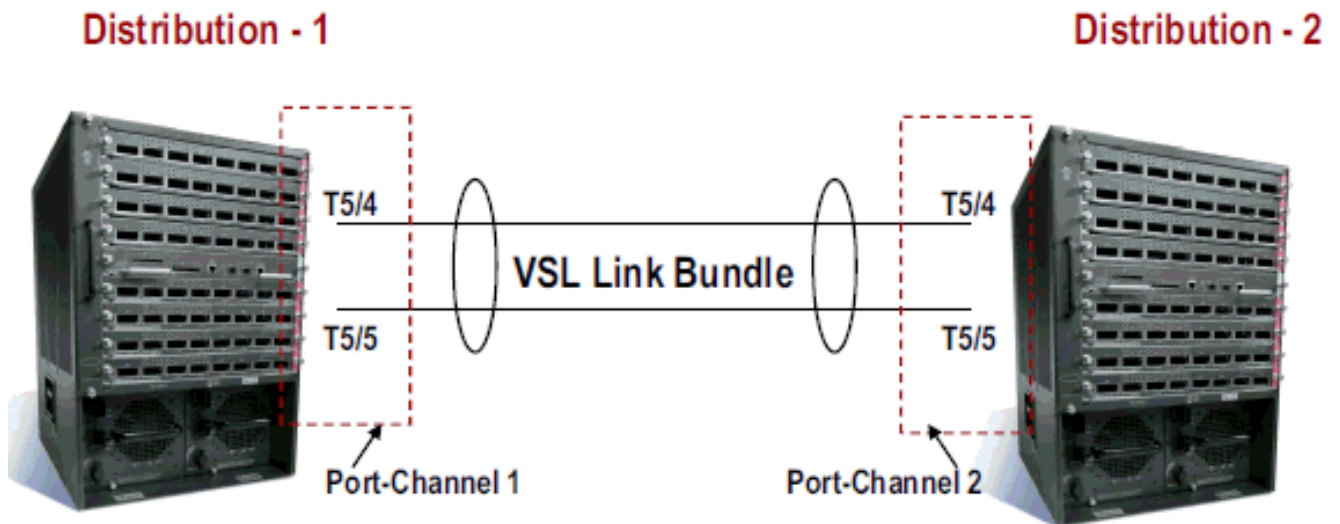 Distribution - 1
Distribution - 2
T5/4
T5/4
VSL Link Bundle
T5/5
T5/5
Port-Channel 1
Port-Channel 2